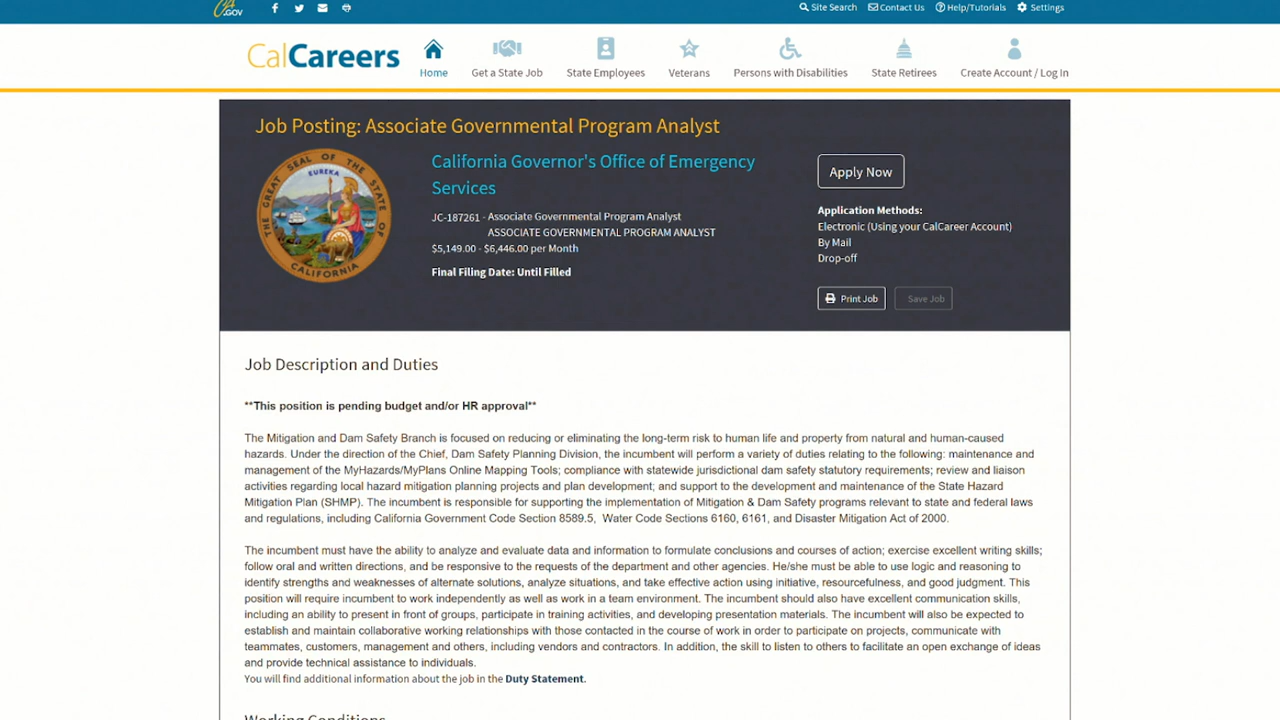 .GOV
Site Search Contact Us Help/Tutorials Settings
CalCareers
Home Get a State Job State Employees Veterans Persons with Disabilities State Retirees Create Account / Log In
Job Posting: Associate Governmental Program Analyst
THE GREAT SEAL OF THE STATE OF CALIFORNIA
EUREKA
California Governor's Office of Emergency
Services
JC-187261 - Associate Governmental Program Analyst
ASSOCIATE GOVERNMENTAL PROGRAM ANALYST
$5,149.00 - $6,446.00 per Month
Final Filing Date: Until Filled
Apply Now
Application Methods:
Electronic (Using your CalCareer Account)
By Mail
Drop-off
Print Job Save Job
Job Description and Duties
**This position is pending budget and/or HR approval**
The Mitigation and Dam Safety Branch is focused on reducing or eliminating the long-term risk to human life and property from natural and human-caused
hazards. Under the direction of the Chief, Dam Safety Planning Division, the incumbent will perform a variety of duties relating to the following: maintenance and
management of the MyHazards/MyPlans Online Mapping Tools; compliance with statewide jurisdictional dam safety statutory requirements; review and liaison
activities regarding local hazard mitigation planning projects and plan development; and support to the development and maintenance of the State Hazard
Mitigation Plan (SHMP). The incumbent is responsible for supporting the implementation of Mitigation & Dam Safety programs relevant to state and federal laws
and regulations, including California Government Code Section 8589.5, Water Code Sections 6160, 6161, and Disaster Mitigation Act of 2000.
The incumbent must have the ability to analyze and evaluate data and information to formulate conclusions and courses of action; exercise excellent writing skills;
follow oral and written directions, and be responsive to the requests of the department and other agencies. He/she must be able to use logic and reasoning to
identify strengths and weaknesses of alternate solutions, analyze situations, and take effective action using initiative, resourcefulness, and good judgment. This
position will require incumbent to work independently as well as work in a team environment. The incumbent should also have excellent communication skills,
including an ability to present in front of groups, participate in training activities, and developing presentation materials. The incumbent will also be expected to
establish and maintain collaborative working relationships with those contacted in the course of work in order to participate on projects, communicate with
teammates, customers, management and others, including vendors and contractors. In addition, the skill to listen to others to facilitate an open exchange of ideas
and provide technical assistance to individuals.
You will find additional information about the job in the Duty Statement.
Working Conditions